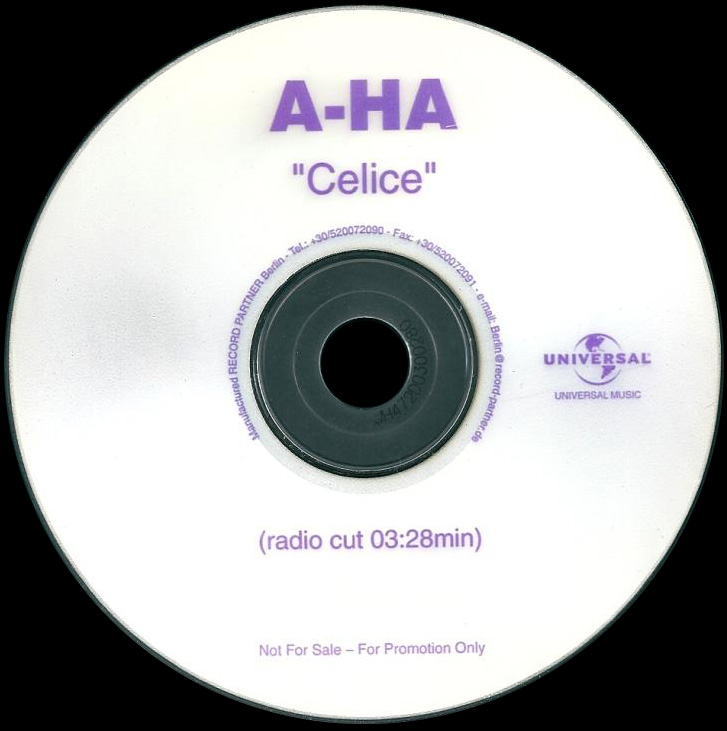 A-HA
"Celice"
Manufactured RECORD PARTNER Berlin - Tel.: +30/520072090 - Fax: +30/520072091 - e-mail: Berlin@record-partner.de
UNIVERSAL
UNIVERSAL MUSIC
(radio cut 03:28min)
Not For Sale – For Promotion Only